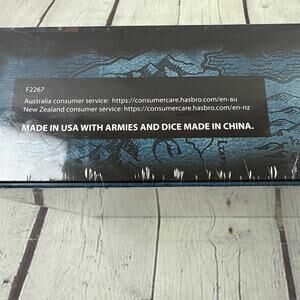 F2267
Australia consumer service: https://consumercare.hasbro.com/en-au
New Zealand consumer service: https://consumercare.hasbro.com/en-nz
MADE IN USA WITH ARMIES AND DICE MADE IN CHINA.